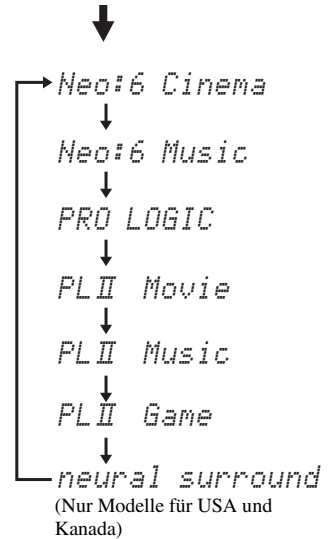 Neo:6 Cinema
Neo:6 Music
PRO LOGIC
PLⅡ Movie
PLⅡ Music
PLⅡ Game
neural surround
(Nur Modelle für USA und
Kanada)